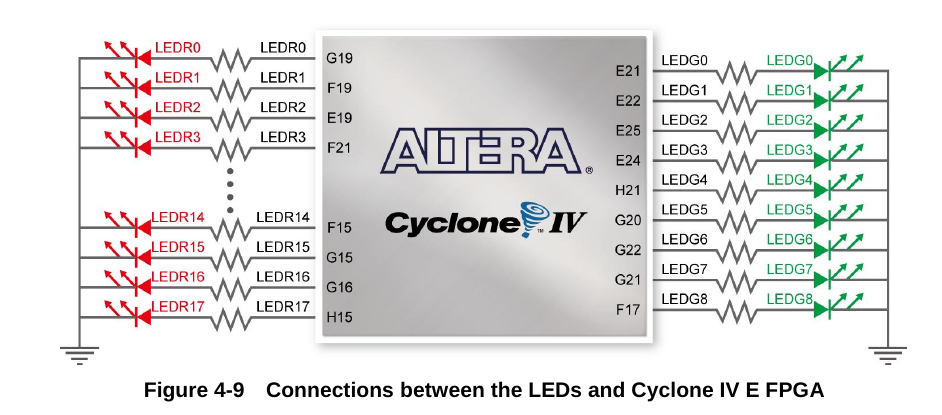 LEDR0 LEDR0 G19
LEDR1 LEDR1 F19
LEDR2 LEDR2 E19
LEDR3 LEDR3 F21
LEDR14 LEDR14 F15
LEDR15 LEDR15 G15
LEDR16 LEDR16 G16
LEDR17 LEDR17 H15
ALTERA®
Cyclone™ IV
E21 LEDG0 LEDG0
E22 LEDG1 LEDG1
E25 LEDG2 LEDG2
E24 LEDG3 LEDG3
H21 LEDG4 LEDG4
G20 LEDG5 LEDG5
G22 LEDG6 LEDG6
G21 LEDG7 LEDG7
F17 LEDG8 LEDG8
Figure 4-9 Connections between the LEDs and Cyclone IV E FPGA